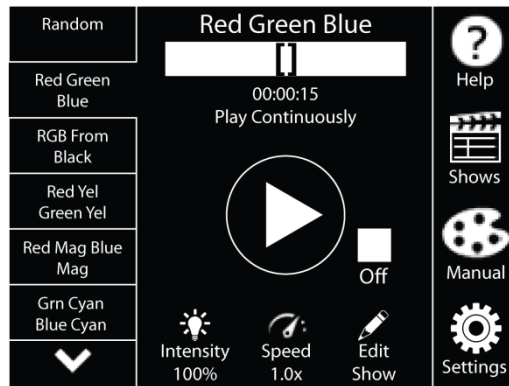 Random
Red Green
Blue
RGB From
Black
Red Yel
Green Yel
Red Mag Blue
Mag
Grn Cyan
Blue Cyan
Red Green Blue
[]
00:00:15
Play Continuously
Off
Intensity
100%
Speed
1.0x
Edit
Show
?
Help
Shows
Manual
Settings